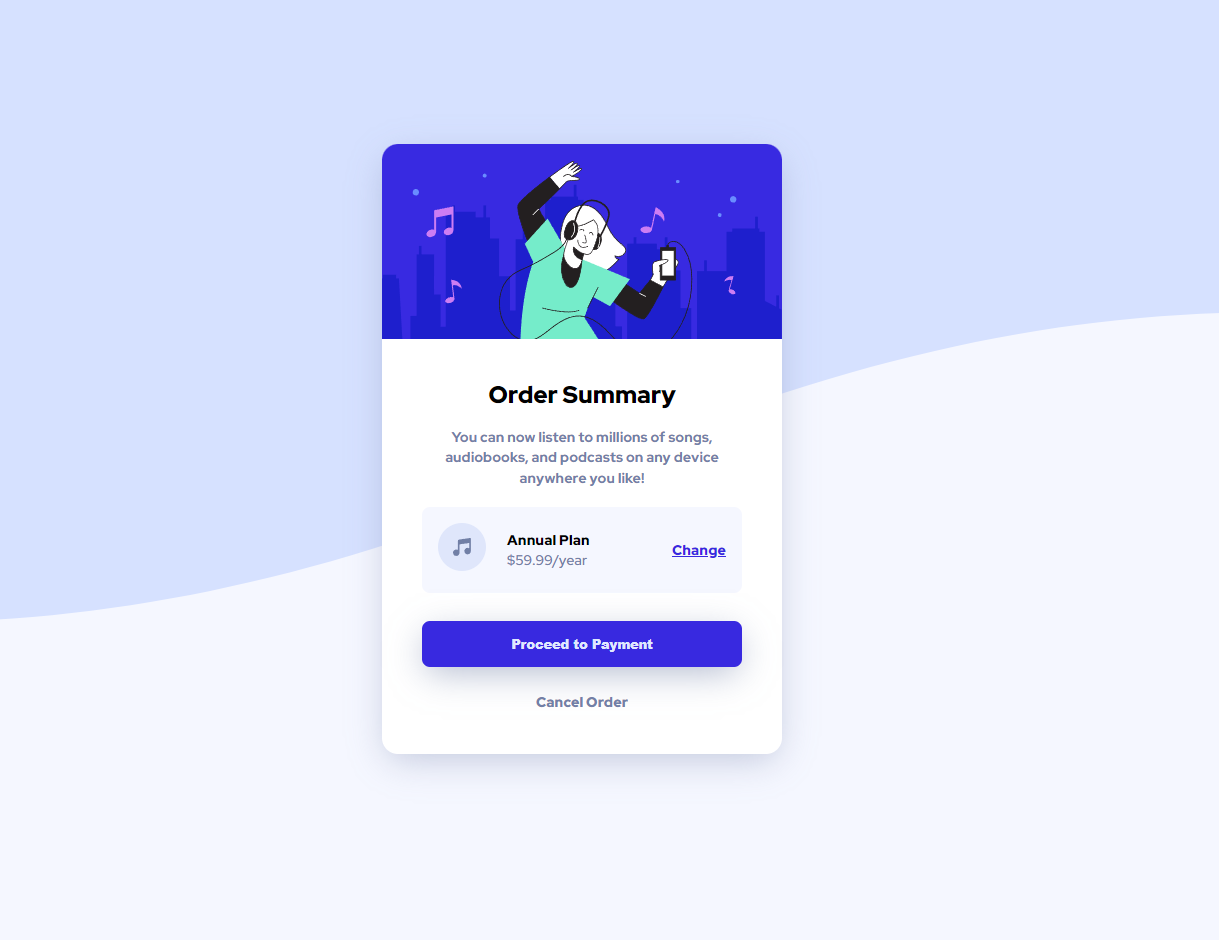 Order Summary
You can now listen to millions of songs,
audiobooks, and podcasts on any device
anywhere you like!
Annual Plan
$59.99/year
Change
Proceed to Payment
Cancel Order